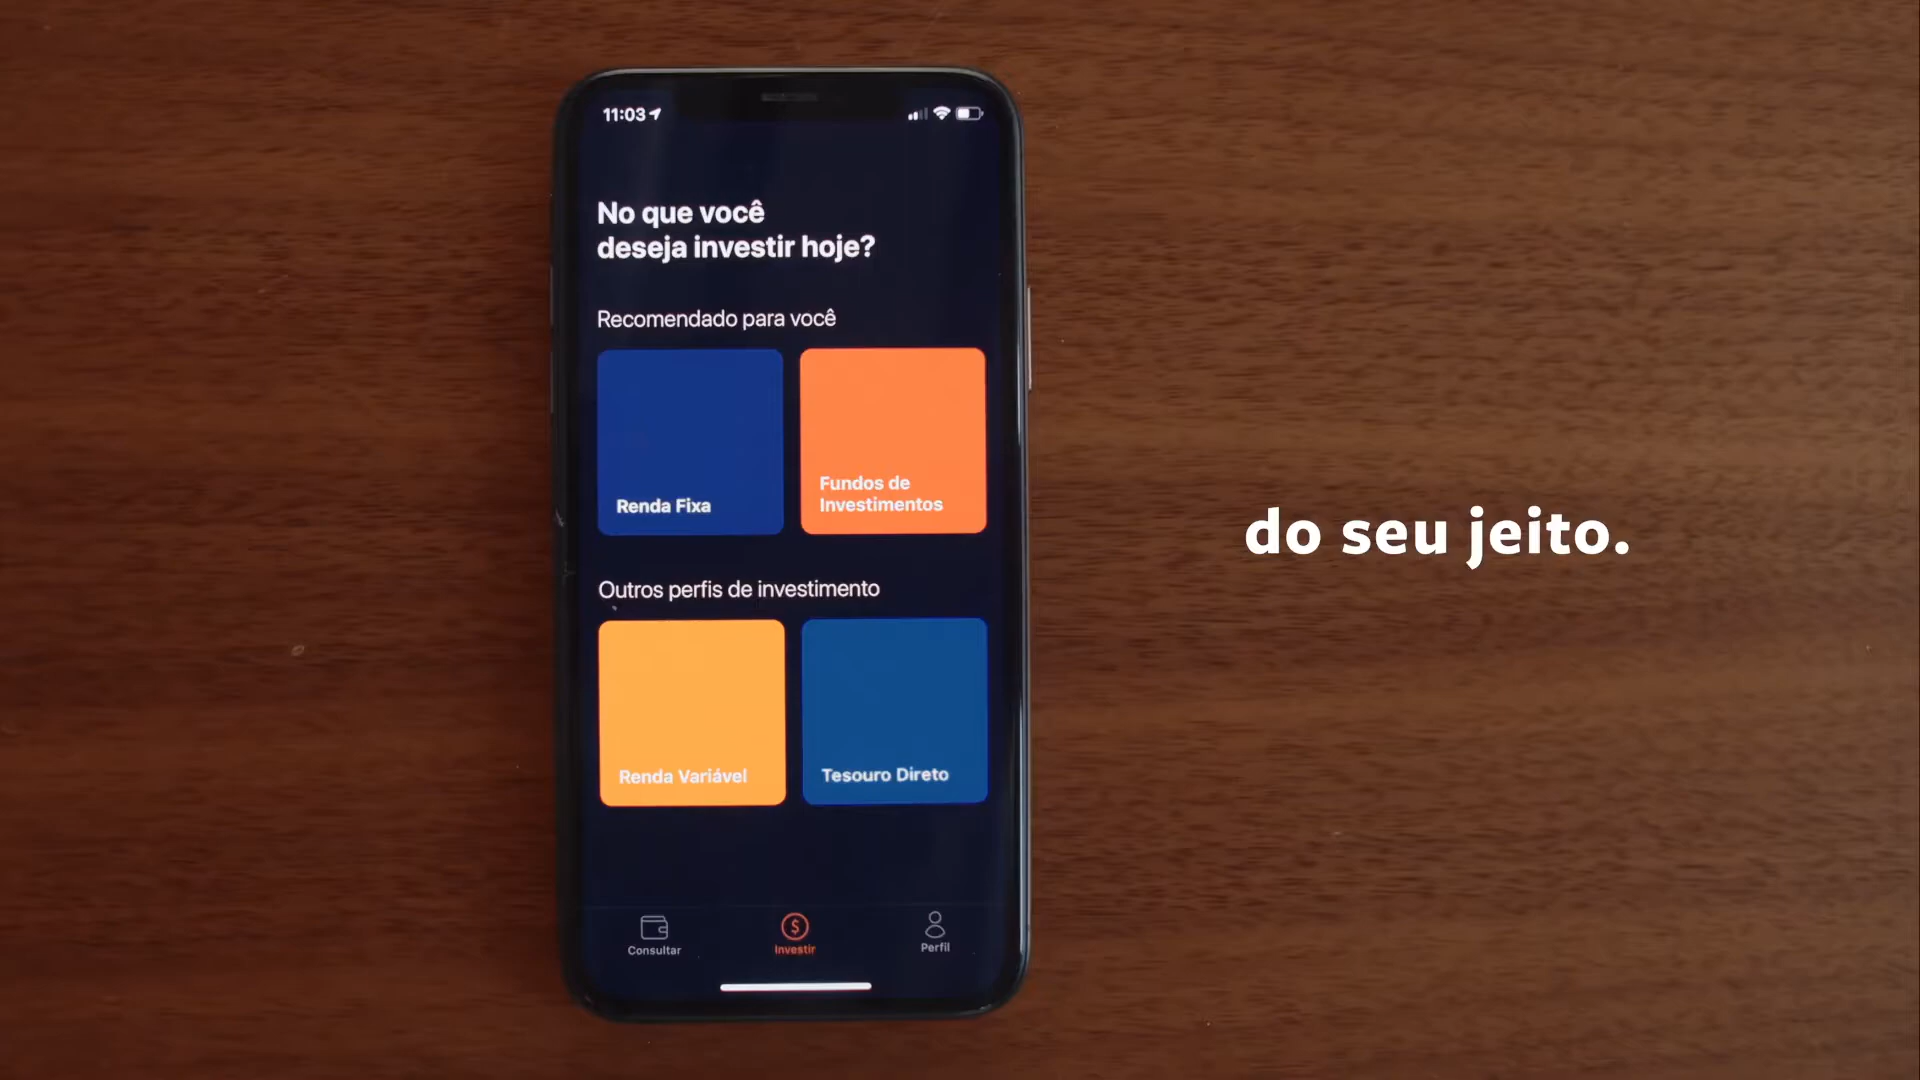 11:03
No que você
deseja investir hoje?
Recomendado para você
Renda Fixa
Fundos de
Investimentos
do seu jeito.
Outros perfis de investimento
Renda Variável
Tesouro Direto
Consultar
Investir
Perfil